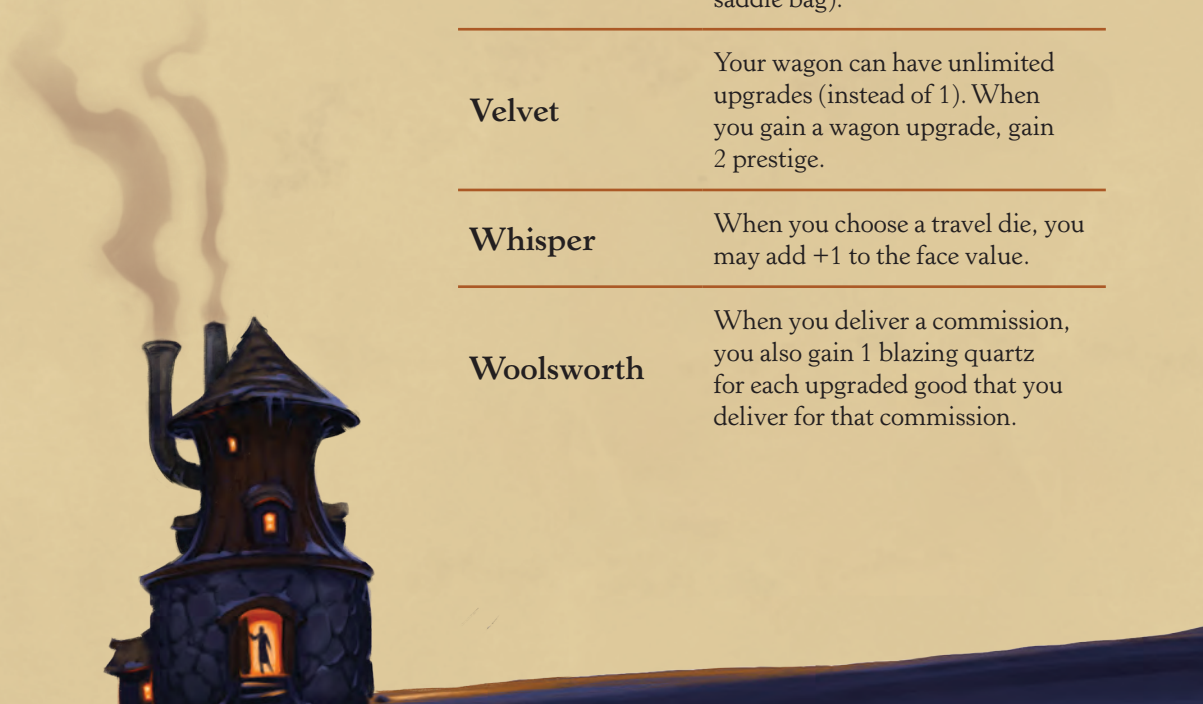 saddle bag).
Velvet
Your wagon can have unlimited
upgrades (instead of 1). When
you gain a wagon upgrade, gain
2 prestige.
Whisper
When you choose a travel die, you
may add +1 to the face value.
Woolsworth
When you deliver a commission,
you also gain 1 blazing quartz
for each upgraded good that you
deliver for that commission.